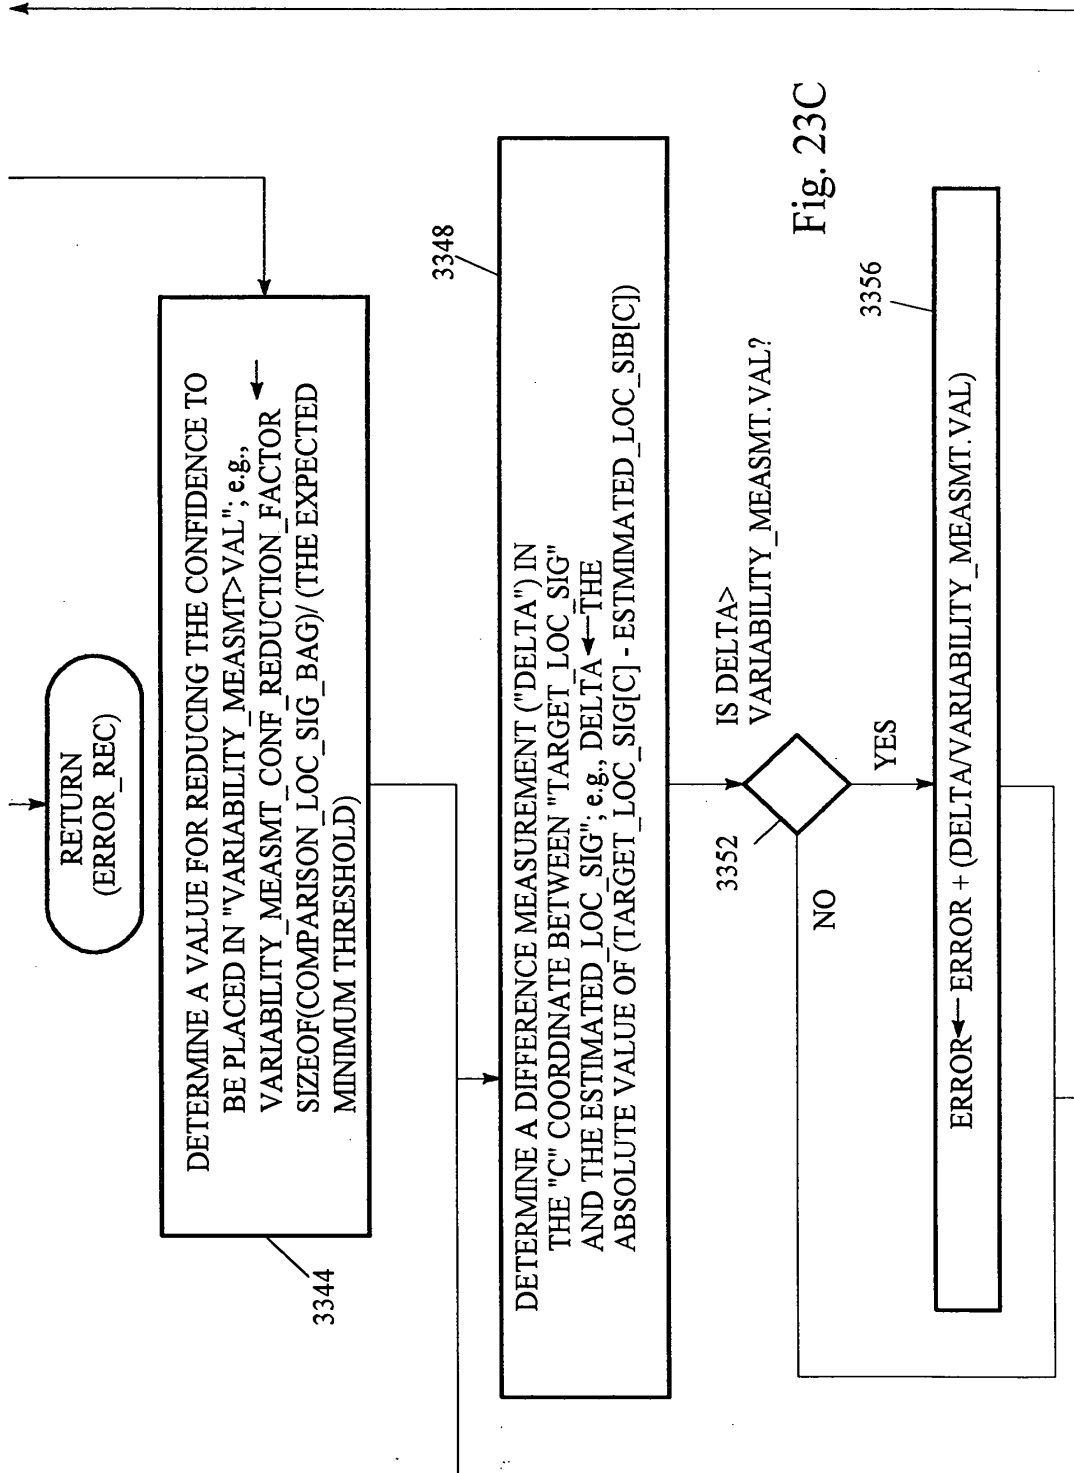 RETURN
(ERROR_REC)
DETERMINE A VALUE FOR REDUCING THE CONFIDENCE TO
BE PLACED IN "VARIABILITY_MEASMT>VAL"; e.g.,
VARIABILITY_MEASMT_CONF_REDUCTION_FACTOR ←
SIZEOF(COMPARISON_LOC_SIG_BAG)/ (THE EXPECTED
MINIMUM THRESHOLD)
3344
3348
DETERMINE A DIFFERENCE MEASUREMENT ("DELTA") IN
THE "C" COORDINATE BETWEEN "TARGET_LOC_SIG"
AND THE ESTIMATED_LOC_SIG"; e.g., DELTA ← THE
ABSOLUTE VALUE OF (TARGET_LOC_SIG[C] - ESTMIMATED_LOC_SIB[C])
IS DELTA>
VARIABILITY_MEASMT.VAL?
3352
NO
YES
3356
ERROR ← ERROR + (DELTA/VARIABILITY_MEASMT.VAL)
Fig. 23C